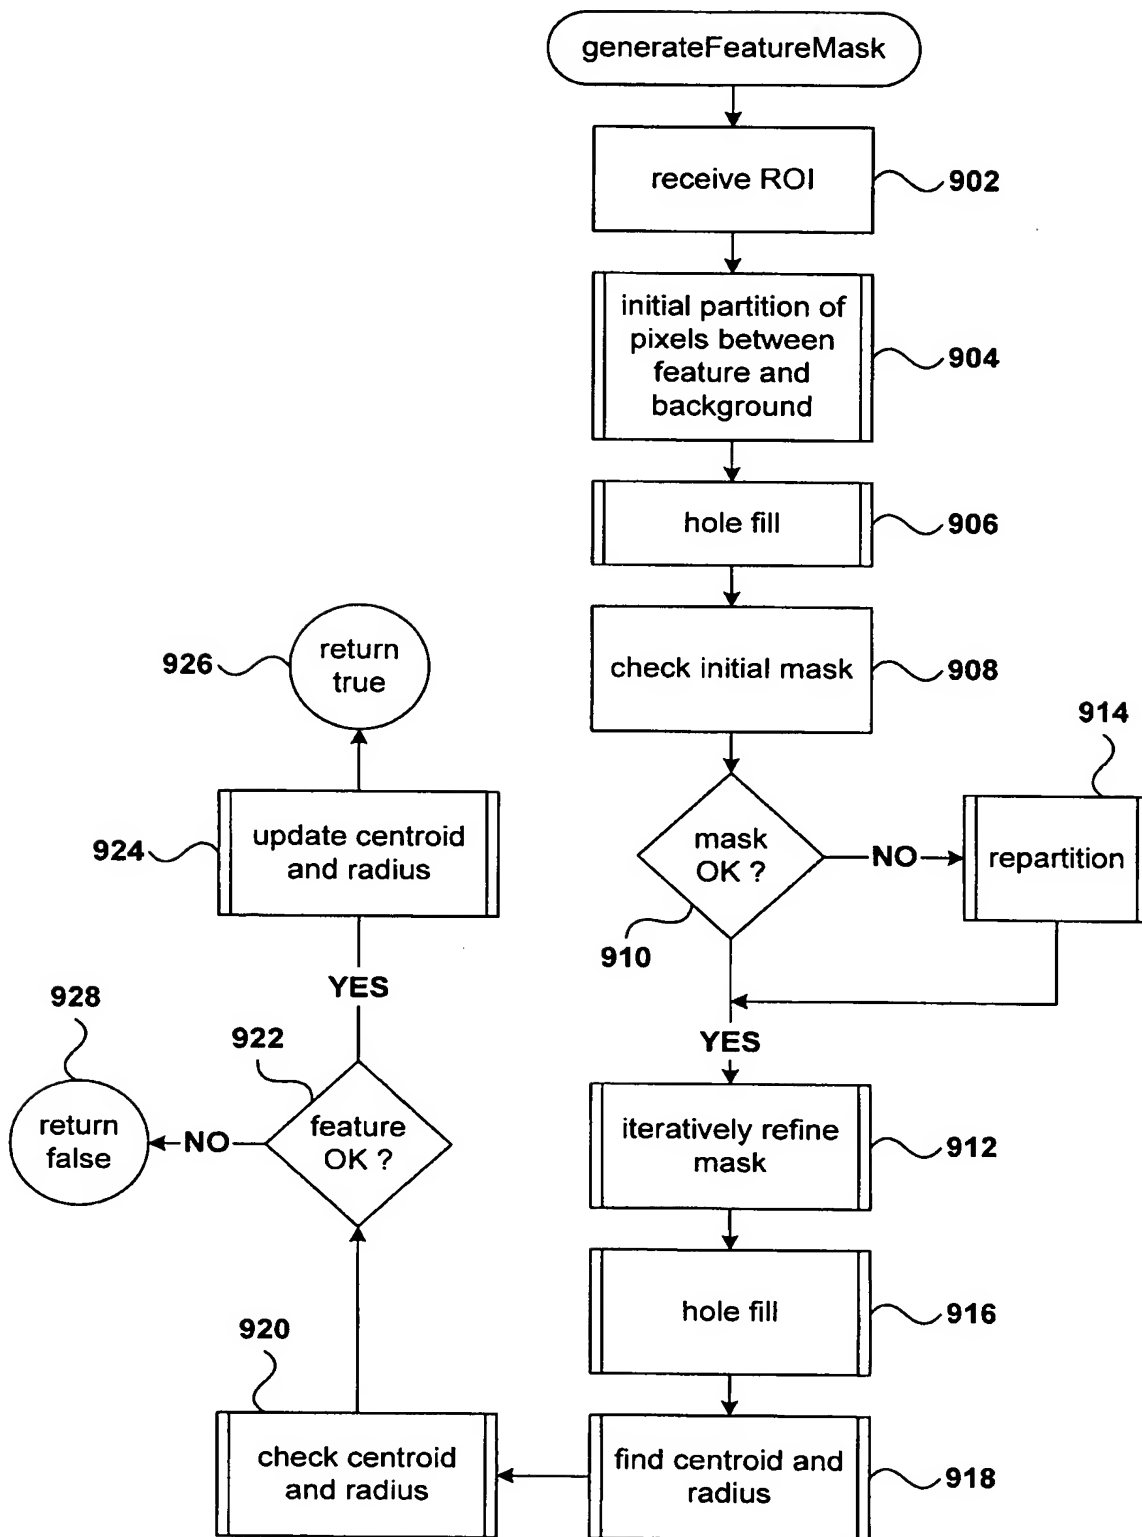 generateFeatureMask
receive ROI
902
initial partition of
pixels between
feature and
background
904
hole fill
906
check initial mask
908
mask
OK ?
910
NO
repartition
914
YES
iteratively refine
mask
912
hole fill
916
find centroid and
radius
918
check centroid
and radius
920
feature
OK ?
922
NO
return
false
928
YES
update centroid
and radius
924
return
true
926